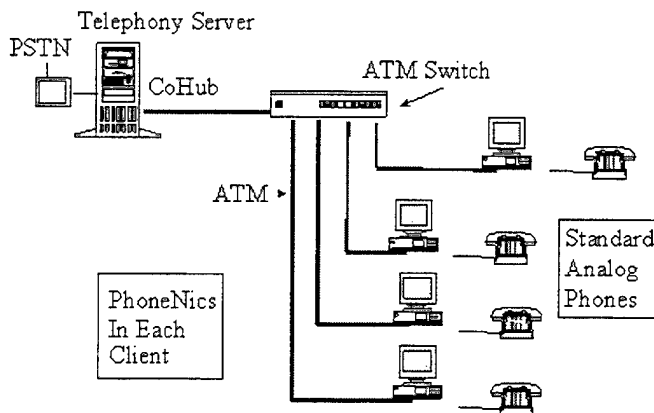 Telephony Server
PSTN
CoHub
ATM Switch
ATM
PhoneNics
In Each
Client
Standard
Analog
Phones